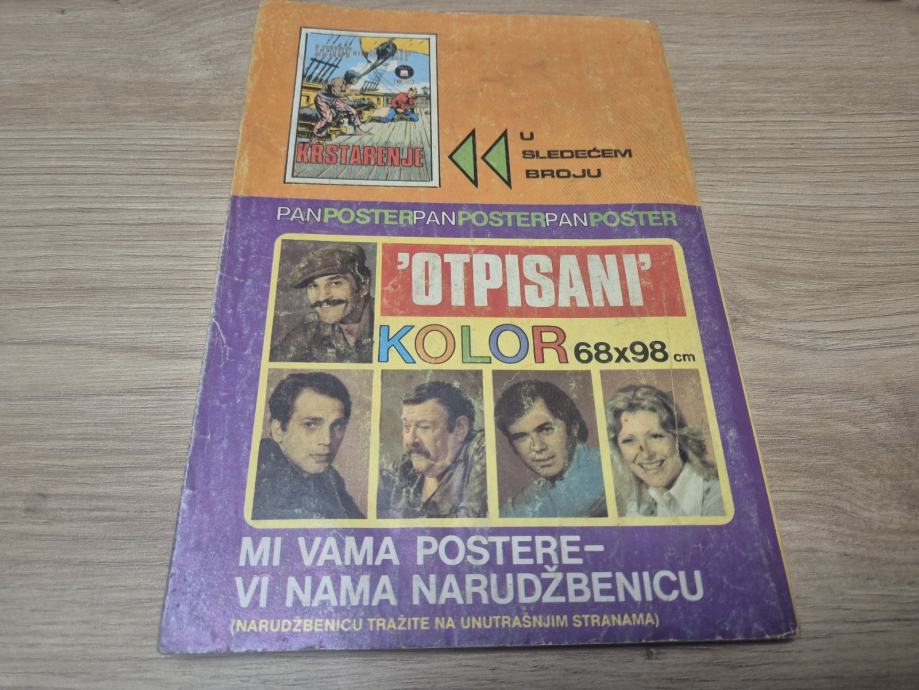 KRSTARENJE
U
SLEDEĆEM
BROJU
PANPOSTERPANPOSTERPANPOSTER
'OTPISANI'
KOLOR 68x98 cm
MI VAMA POSTERE-
VI NAMA NARUDŽBENICU
(NARUDŽBENICU TRAŽITE NA UNUTRAŠNJIM STRANAMA)